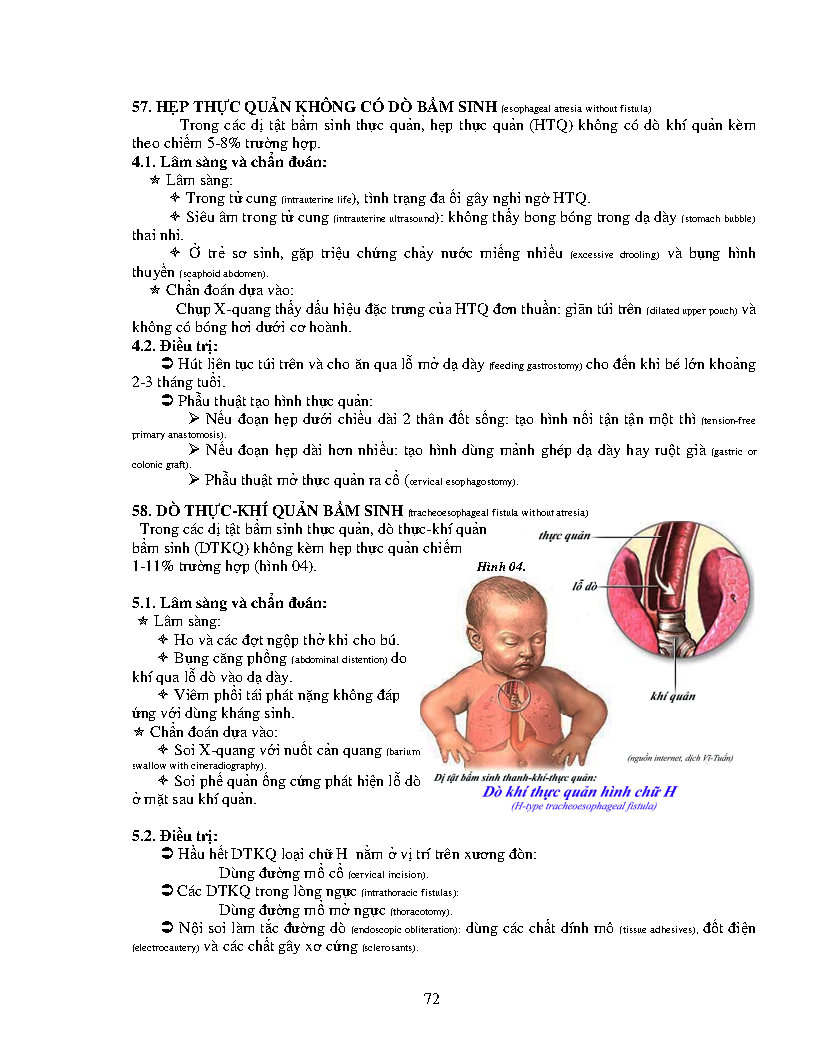 57. HẸP THỰC QUẢN KHÔNG CÓ DÒ BẨM SINH (esophageal atresia without fistula)
Trong các dị tật bẩm sinh thực quản, hẹp thực quản (HTQ) không có dò khí quản kèm
theo chiếm 5-8% trường hợp.
4.1. Lâm sàng và chẩn đoán:
✵ Lâm sàng:
✧ Trong tử cung (intrauterine life), tình trạng đa ối gây nghi ngờ HTQ.
✧ Siêu âm trong tử cung (intrauterine ultrasound): không thấy bong bóng trong dạ dày (stomach bubble)
thai nhi.
✧ Ở trẻ sơ sinh, gặp triệu chứng chảy nước miếng nhiều (excessive drooling) và bụng hình
thuyền (scaphoid abdomen).
✵ Chẩn đoán dựa vào:
Chụp X-quang thấy dấu hiệu đặc trưng của HTQ đơn thuần: giãn túi trên (dilated upper pouch) và
không có bóng hơi dưới cơ hoành.
4.2. Điều trị:
➲ Hút liên tục túi trên và cho ăn qua lỗ mở dạ dày (feeding gastrostomy) cho đến khi bé lớn khoảng
2-3 tháng tuổi.
➲ Phẫu thuật tạo hình thực quản:
➢ Nếu đoạn hẹp dưới chiều dài 2 thân đốt sống: tạo hình nối tận tận một thì (tension-free
primary anastomosis).
➢ Nếu đoạn hẹp dài hơn nhiều: tạo hình dùng mảnh ghép dạ dày hay ruột già (gastric or
colonic graft).
➢ Phẫu thuật mở thực quản ra cổ (cervical esophagostomy).
58. DÒ THỰC-KHÍ QUẢN BẨM SINH (tracheoesophageal fistula without atresia)
Trong các dị tật bẩm sinh thực quản, dò thực-khí quản
bẩm sinh (DTKQ) không kèm hẹp thực quản chiếm
1-11% trường hợp (hình 04).
Hình 04.
thực quản
lỗ dò
khí quản
(nguồn internet, dịch Vĩ-Tuấn)
Dị tật bẩm sinh thanh-khí-thực quản:
Dò khí thực quản hình chữ H
(H-type tracheoesophageal fistula)
5.1. Lâm sàng và chẩn đoán:
✵ Lâm sàng:
✧ Ho và các đợt ngộp thở khi cho bú.
✧ Bụng căng phồng (abdominal distention) do
khí qua lỗ dò vào dạ dày.
✧ Viêm phổi tái phát nặng không đáp
ứng với dùng kháng sinh.
✵ Chẩn đoán dựa vào:
✧ Soi X-quang với nuốt cản quang (barium
swallow with cineradiography).
✧ Soi phế quản ống cứng phát hiện lỗ dò
ở mặt sau khí quản.
5.2. Điều trị:
➲ Hầu hết DTKQ loại chữ H nằm ở vị trí trên xương đòn:
Dùng đường mổ cổ (cervical incision).
➲ Các DTKQ trong lòng ngực (intrathoracic fistulas):
Dùng đường mổ mở ngực (thoracotomy).
➲ Nội soi làm tắc đường dò (endoscopic obliteration): dùng các chất dính mô (tissue adhesives), đốt điện
(electrocautery) và các chất gây xơ cứng (sclerosants).
72